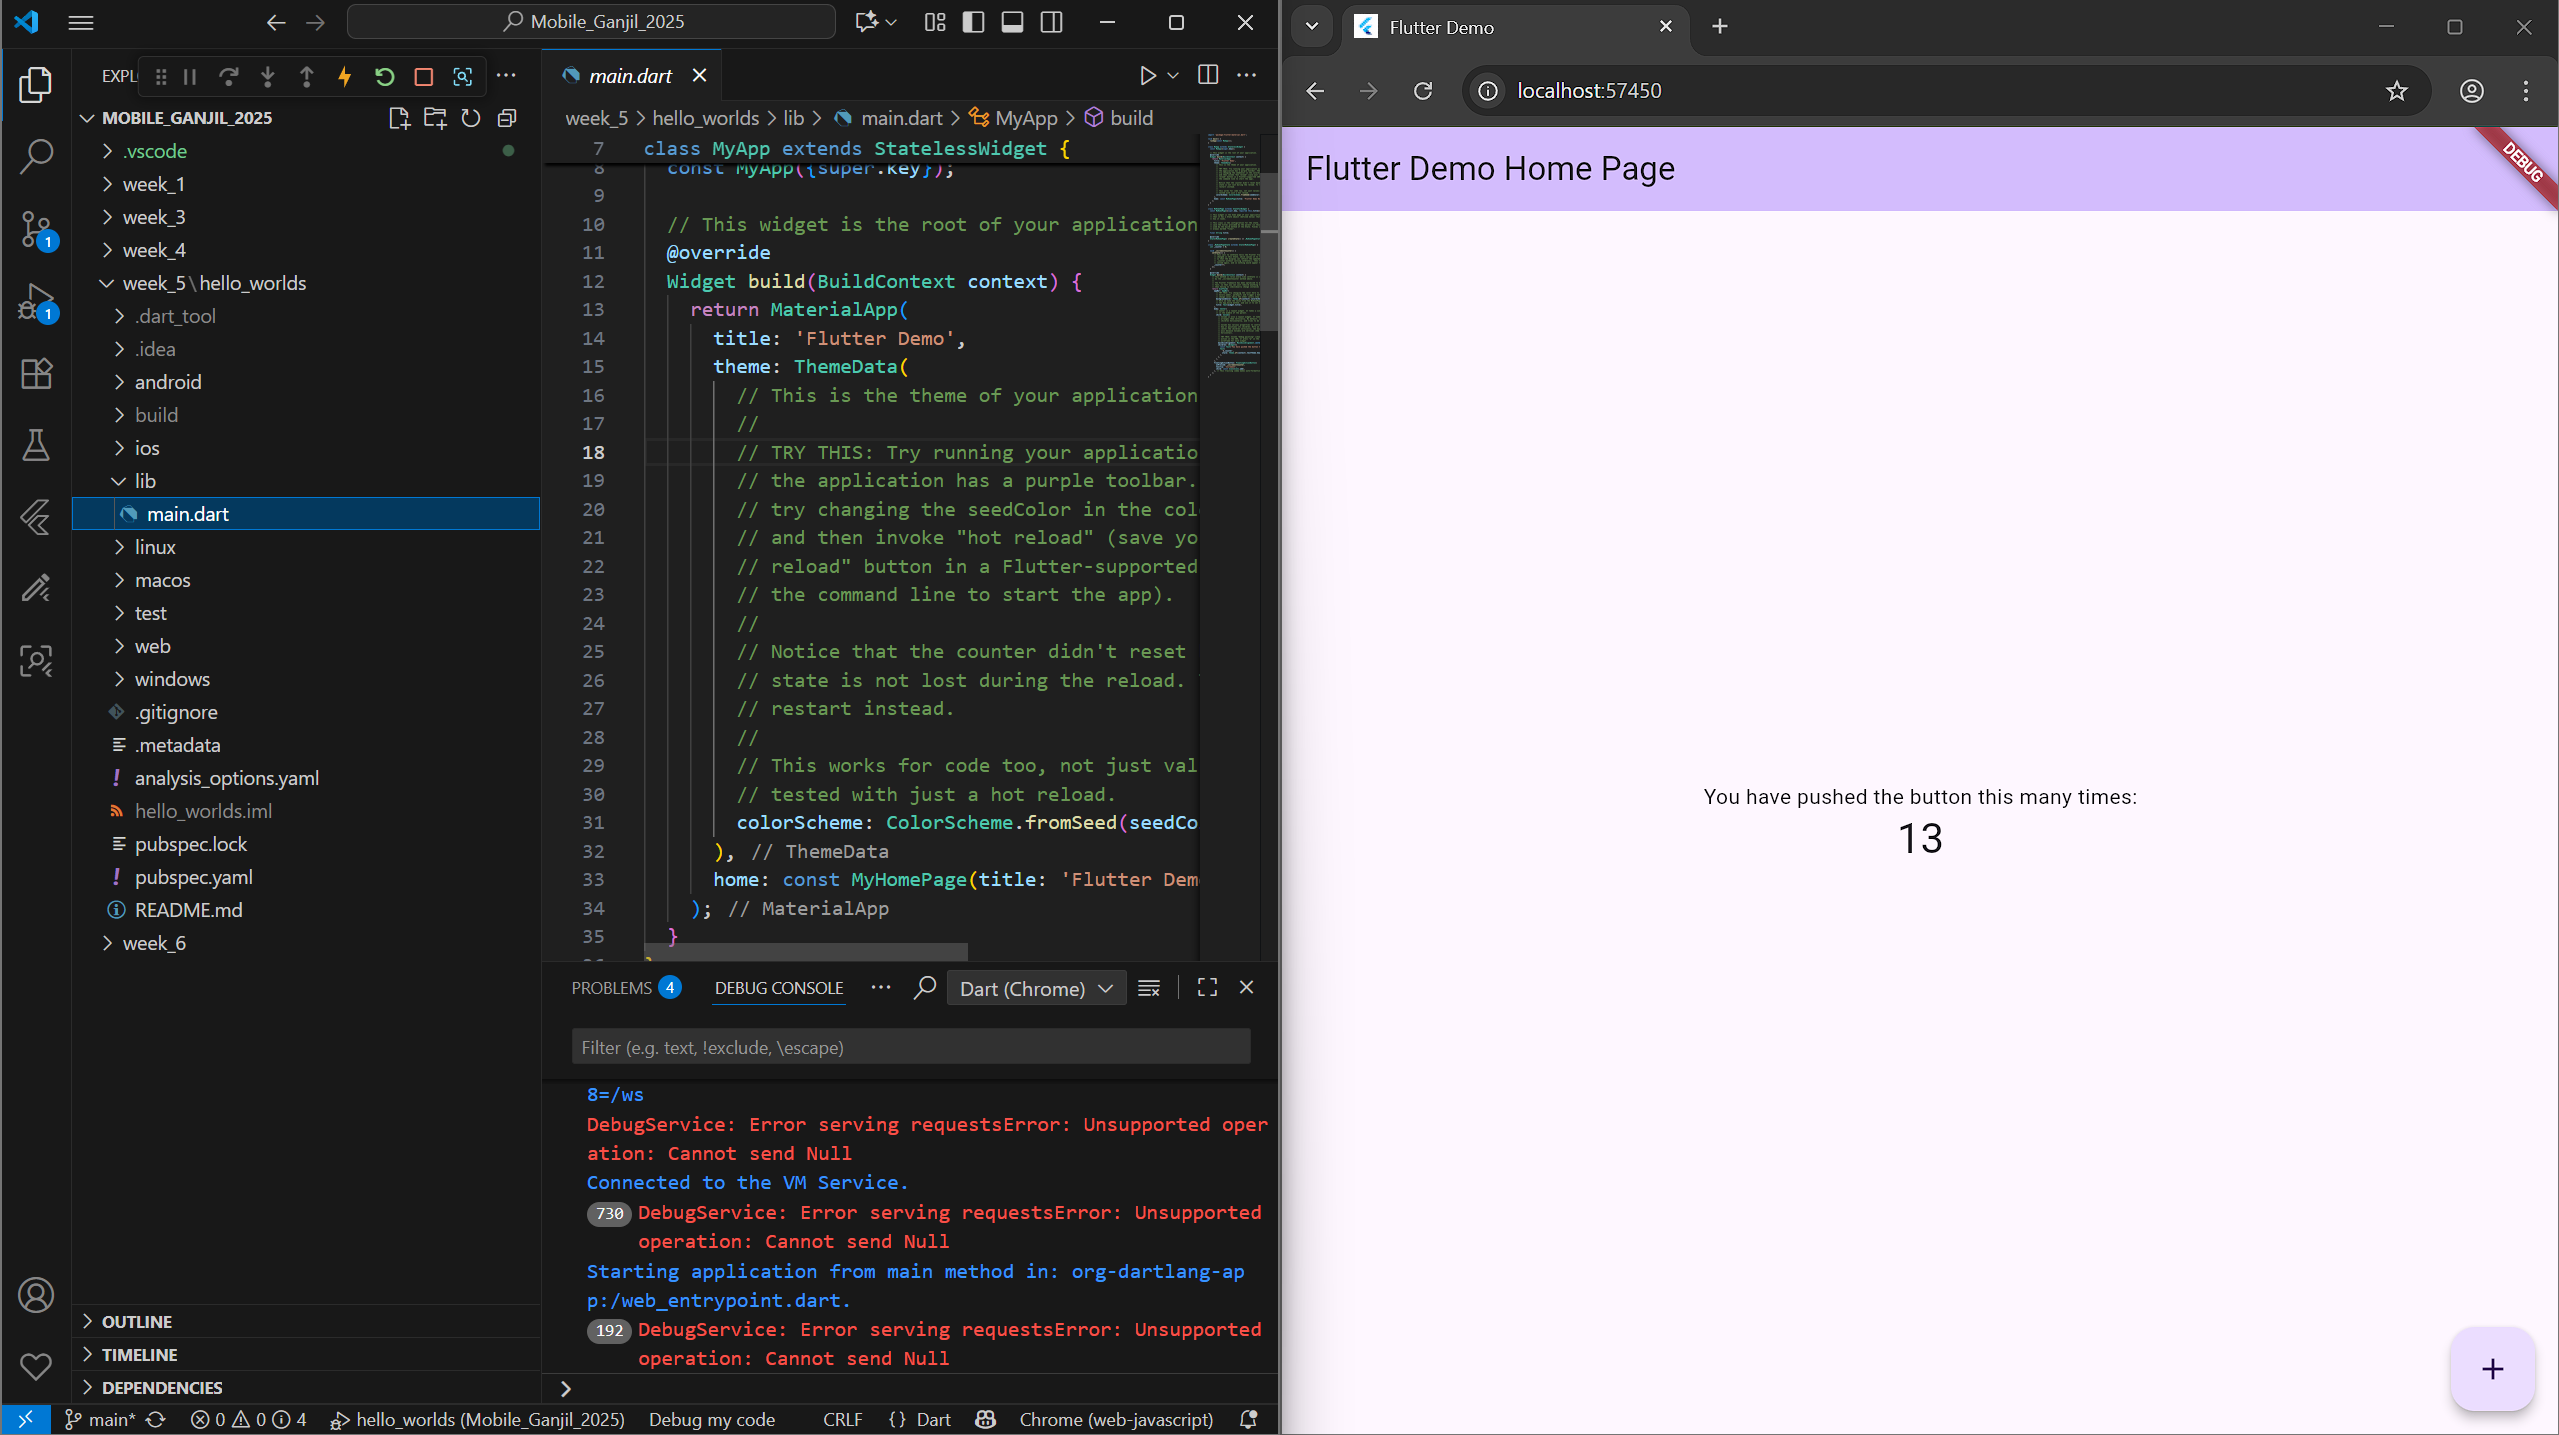 Mobile_Ganjil_2025
EXPL
MOBILE_GANJIL_2025
.vscode
week_1
week_3
week_4
week_5\hello_worlds
.dart_tool
.idea
android
build
ios
lib
main.dart
linux
macos
test
web
windows
.gitignore
.metadata
analysis_options.yaml
hello_worlds.iml
pubspec.lock
pubspec.yaml
README.md
week_6
OUTLINE
TIMELINE
DEPENDENCIES
1
1
main.dart
week_5 > hello_worlds > lib > main.dart > MyApp > build
7 class MyApp extends StatelessWidget {
8 const MyApp({super.key});
9
10 // This widget is the root of your application
11 @override
12 Widget build(BuildContext context) {
13 return MaterialApp(
14 title: 'Flutter Demo',
15 theme: ThemeData(
16 // This is the theme of your application
17 //
18 // TRY THIS: Try running your applicatio
19 // the application has a purple toolbar.
20 // try changing the seedColor in the col
21 // and then invoke "hot reload" (save yo
22 // reload" button in a Flutter-supported
23 // the command line to start the app).
24 //
25 // Notice that the counter didn't reset
26 // state is not lost during the reload.
27 // restart instead.
28 //
29 // This works for code too, not just val
30 // tested with just a hot reload.
31 colorScheme: ColorScheme.fromSeed(seedCo
32 ), // ThemeData
33 home: const MyHomePage(title: 'Flutter Dem
34 ); // MaterialApp
35 }
PROBLEMS 4 DEBUG CONSOLE ... Dart (Chrome)
Filter (e.g. text, !exclude, \escape)
8=/ws
DebugService: Error serving requestsError: Unsupported oper
ation: Cannot send Null
Connected to the VM Service.
730 DebugService: Error serving requestsError: Unsupported
operation: Cannot send Null
Starting application from main method in: org-dartlang-ap
p:/web_entrypoint.dart.
192 DebugService: Error serving requestsError: Unsupported
operation: Cannot send Null
>
main* 0 0 4 hello_worlds (Mobile_Ganjil_2025) Debug my code CRLF {} Dart Chrome (web-javascript)
Flutter Demo
localhost:57450
Flutter Demo Home Page
DEBUG
You have pushed the button this many times:
13
+